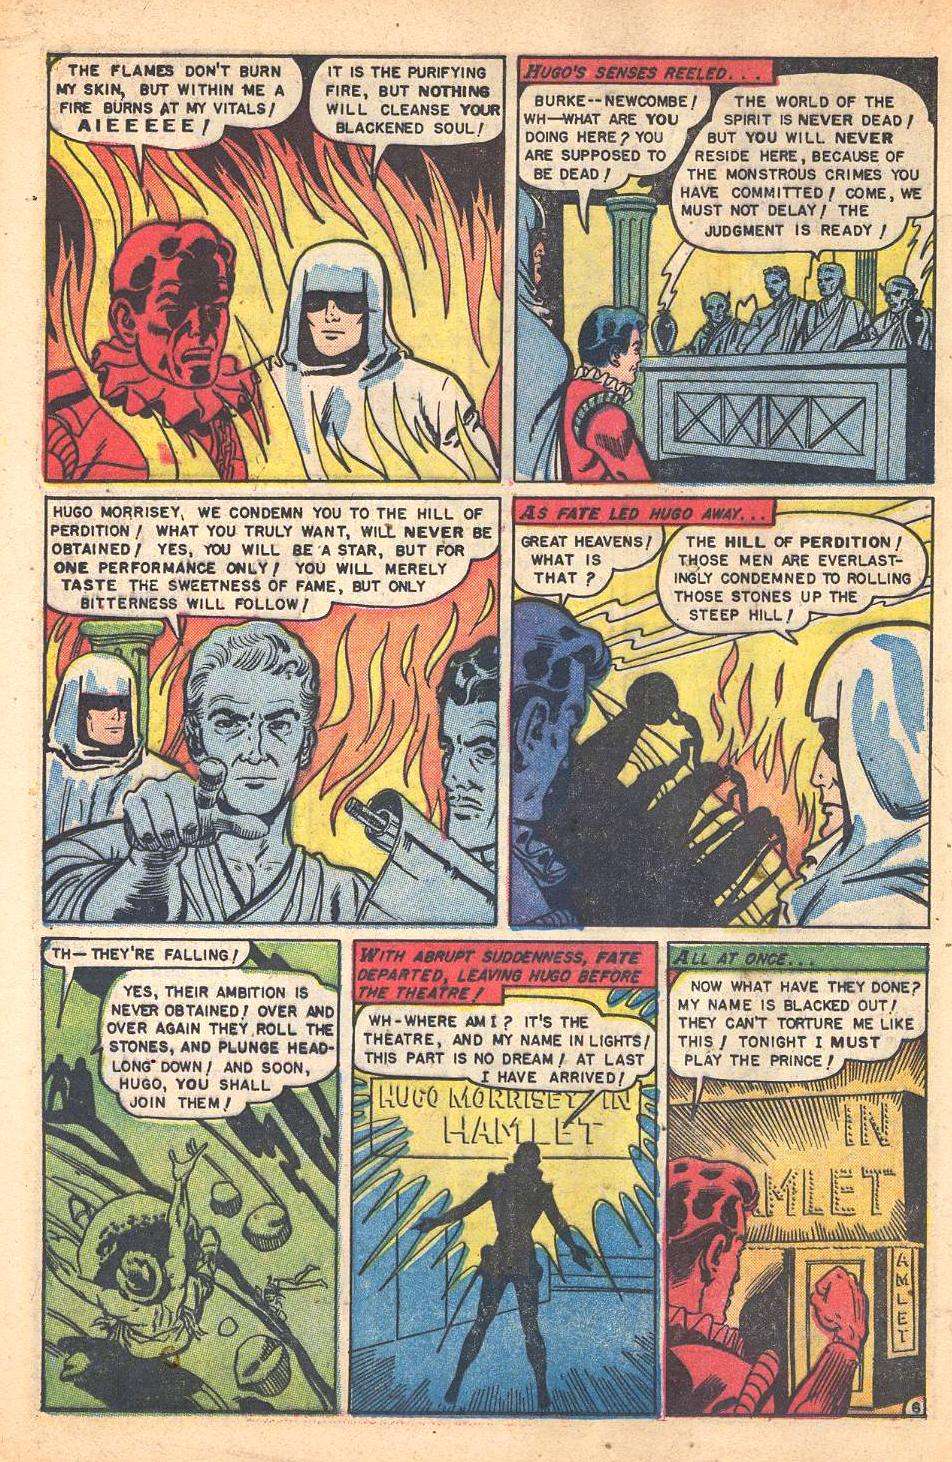 THE FLAMES DON'T BURN
MY SKIN, BUT WITHIN ME A
FIRE BURNS AT MY VITALS!
AIEEEEE!
IT IS THE PURIFYING
FIRE, BUT NOTHING
WILL CLEANSE YOUR
BLACKENED SOUL!
HUGO'S SENSES REELED...
BURKE--NEWCOMBE!
WH—WHAT ARE YOU
DOING HERE? YOU
ARE SUPPOSED TO
BE DEAD!
THE WORLD OF THE
SPIRIT IS NEVER DEAD!
BUT YOU WILL NEVER
RESIDE HERE, BECAUSE OF
THE MONSTROUS CRIMES YOU
HAVE COMMITTED! COME, WE
MUST NOT DELAY! THE
JUDGMENT IS READY!
HUGO MORRISEY, WE CONDEMN YOU TO THE HILL OF
PERDITION! WHAT YOU TRULY WANT, WILL NEVER BE
OBTAINED! YES, YOU WILL BE A STAR, BUT FOR
ONE PERFORMANCE ONLY! YOU WILL MERELY
TASTE THE SWEETNESS OF FAME, BUT ONLY
BITTERNESS WILL FOLLOW!
AS FATE LED HUGO AWAY...
GREAT HEAVENS!
WHAT IS
THAT?
THE HILL OF PERDITION!
THOSE MEN ARE EVERLAST-
INGLY CONDEMNED TO ROLLING
THOSE STONES UP THE
STEEP HILL!
TH—THEY'RE FALLING!
YES, THEIR AMBITION IS
NEVER OBTAINED! OVER AND
OVER AGAIN THEY ROLL THE
STONES, AND PLUNGE HEAD-
LONG DOWN! AND SOON,
HUGO, YOU SHALL
JOIN THEM!
WITH ABRUPT SUDDENNESS, FATE
DEPARTED, LEAVING HUGO BEFORE
THE THEATRE!
WH-WHERE AM I? IT'S THE
THEATRE, AND MY NAME IN LIGHTS!
THIS PART IS NO DREAM! AT LAST
I HAVE ARRIVED!
HUGO MORRISEY IN
HAMLET
ALL AT ONCE...
NOW WHAT HAVE THEY DONE?
MY NAME IS BLACKED OUT!
THEY CAN'T TORTURE ME LIKE
THIS! TONIGHT I MUST
PLAY THE PRINCE!
IN
AMLET
AMLET
6